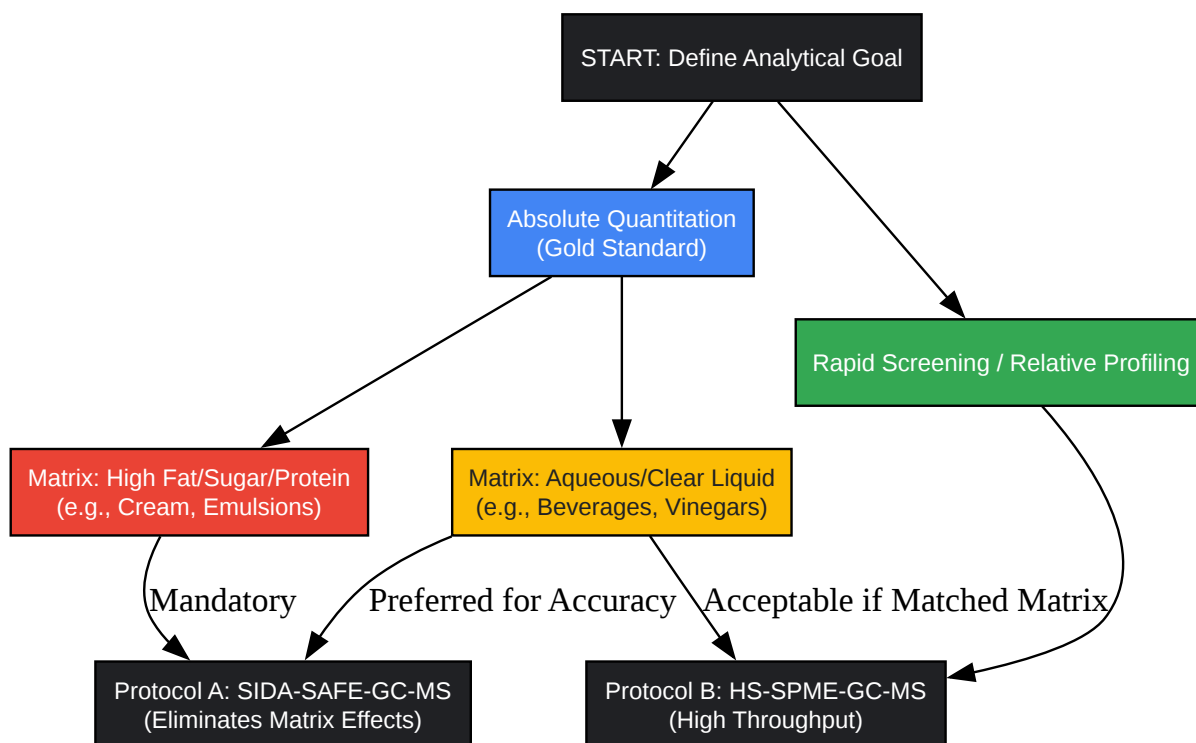 START: Define Analytical Goal
Absolute Quantitation
(Gold Standard)
Rapid Screening / Relative Profiling
Matrix: High Fat/Sugar/Protein
(e.g., Cream, Emulsions)
Matrix: Aqueous/Clear Liquid
(e.g., Beverages, Vinegars)
Mandatory
Preferred for Accuracy
Acceptable if Matched Matrix
Protocol A: SIDA-SAFE-GC-MS
(Eliminates Matrix Effects)
Protocol B: HS-SPME-GC-MS
(High Throughput)